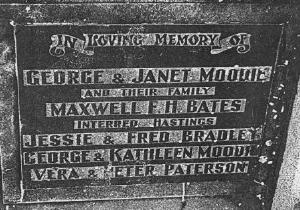 IN LOVING MEMORY OF
GEORGE & JANET MOODIE
AND THEIR FAMILY
MAXWELL F.H. BATES
INTERRED HASTINGS
JESSIE & FRED BRADLEY
GEORGE & KATHLEEN MOODIE
VERA & PETER PATERSON